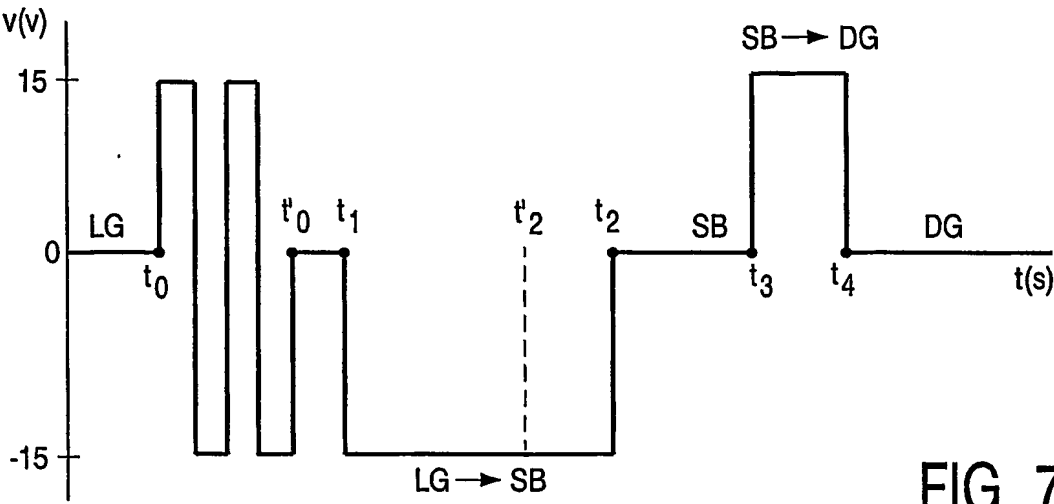 v(v)
SB → DG
15
t'0 t1 t'2 t2
LG SB DG
0
t0 t3 t4 t(s)
-15
LG → SB
FIG. 7